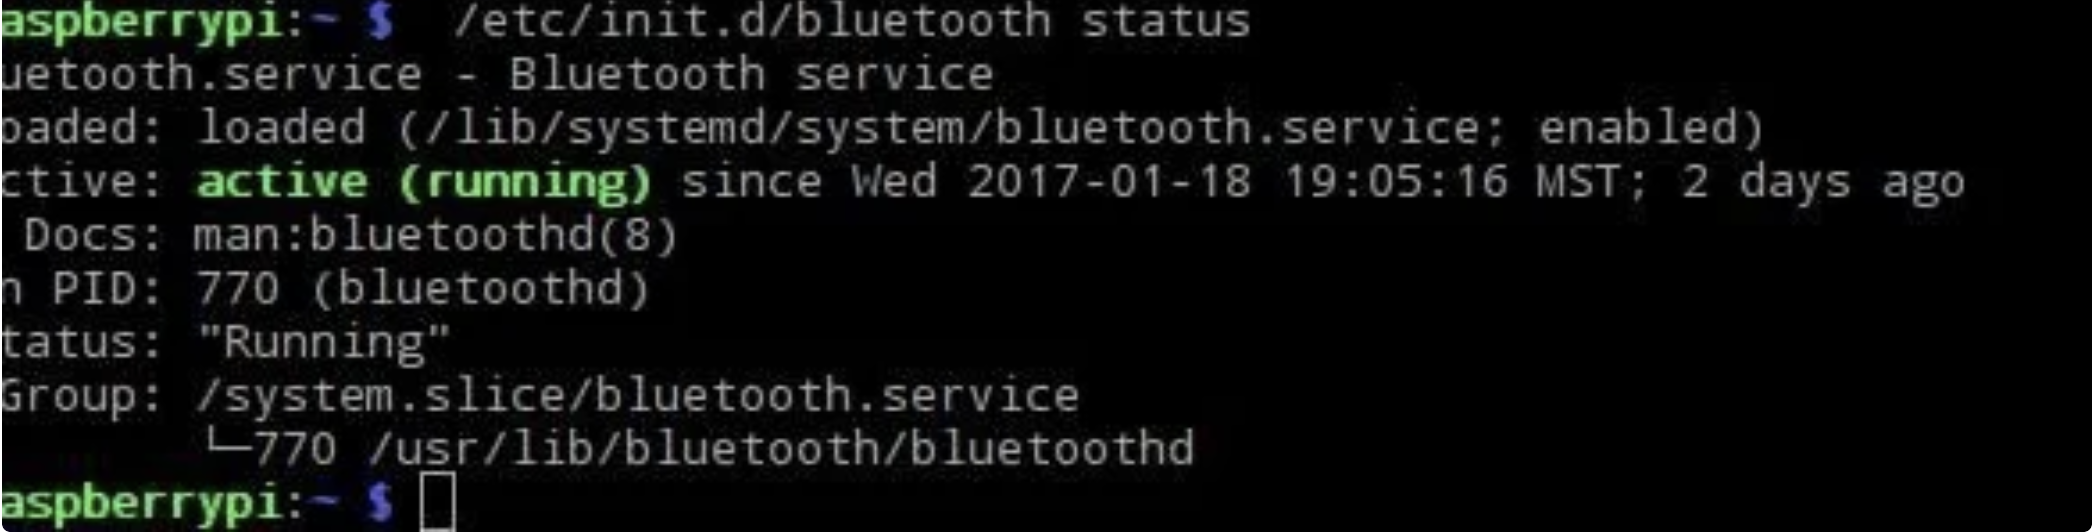 aspberrypi:~ $  /etc/init.d/bluetooth status
uetooth.service - Bluetooth service
oaded: loaded (/lib/systemd/system/bluetooth.service; enabled)
ctive: active (running) since Wed 2017-01-18 19:05:16 MST; 2 days ago
Docs: man:bluetoothd(8)
n PID: 770 (bluetoothd)
tatus: "Running"
Group: /system.slice/bluetooth.service
└─770 /usr/lib/bluetooth/bluetoothd
aspberrypi:~ $